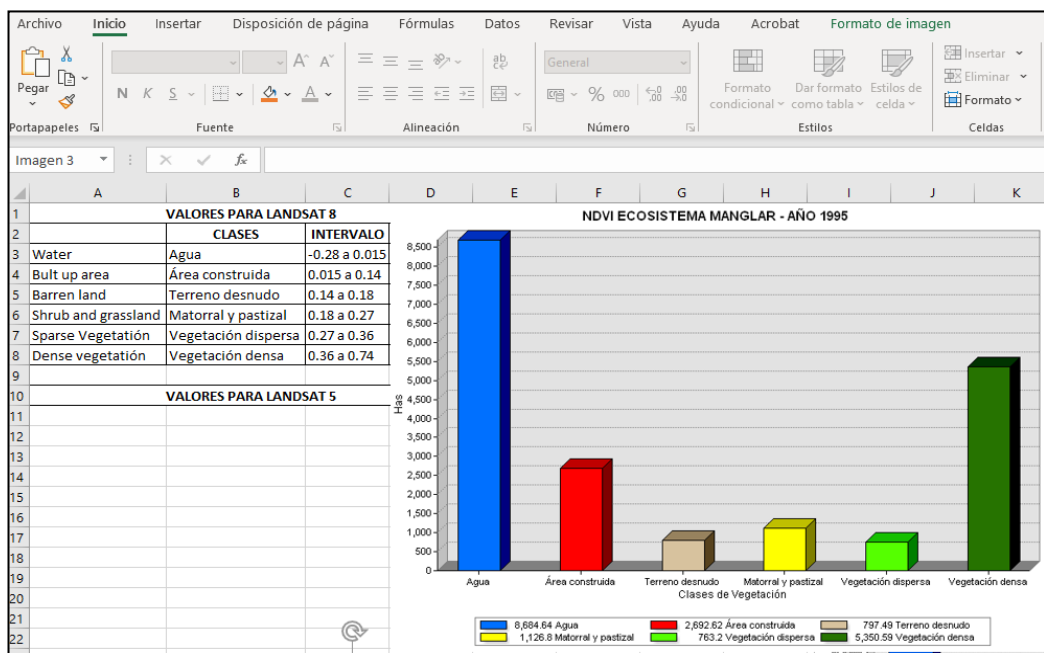 Archivo Inicio Insertar Disposición de página Fórmulas Datos Revisar Vista Ayuda Acrobat Formato de imagen
Pegar
N K S
A A
ab
General
% 000
Formato condicional
Dar formato como tabla
Estilos de celda
Insertar
Eliminar
Formato
Portapapeles Fuente Alineación Número Estilos Celdas
Imagen 3 fx
A B C D E F G H I J K
1 VALORES PARA LANDSAT 8
2 CLASES INTERVALO
3 Water Agua -0.28 a 0.015
4 Bult up area Área construida 0.015 a 0.14
5 Barren land Terreno desnudo 0.14 a 0.18
6 Shrub and grassland Matorral y pastizal 0.18 a 0.27
7 Sparse Vegetatión Vegetación dispersa 0.27 a 0.36
8 Dense vegetatión Vegetación densa 0.36 a 0.74
9
10 VALORES PARA LANDSAT 5
11
12
13
14
15
16
17
18
19
20
21
22
NDVI ECOSISTEMA MANGLAR - AÑO 1995
8,500
8,000
7,500
7,000
6,500
6,000
5,500
5,000
4,500
4,000
3,500
3,000
2,500
2,000
1,500
1,000
500
0
Has
Agua Área construida Terreno desnudo Matorral y pastizal Vegetación dispersa Vegetación densa
Clases de Vegetación
8,684.64 Agua 2,692.62 Área construida 797.49 Terreno desnudo
1,126.8 Matorral y pastizal 763.2 Vegetación dispersa 5,350.59 Vegetación densa